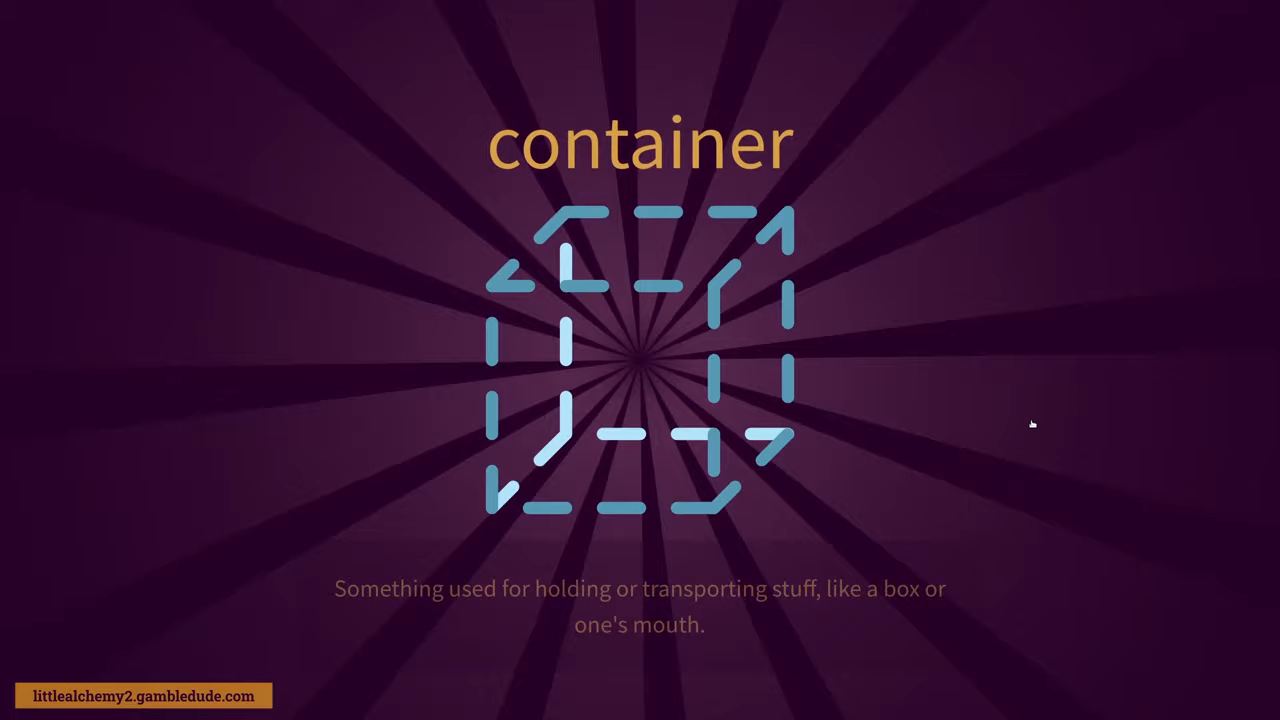 container
Something used for holding or transporting stuff, like a box or
one's mouth.
littlealchemy2.gambledude.com